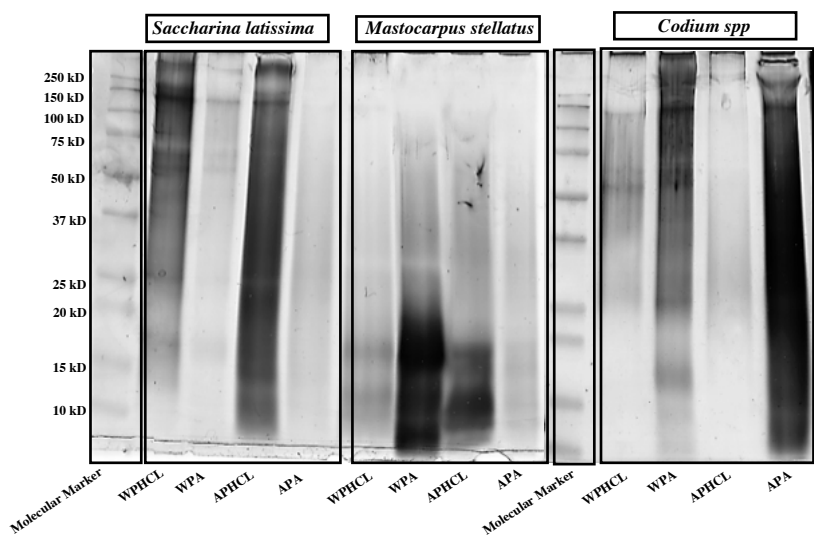 Saccharina latissima
Mastocarpus stellatus
Codium spp
250 kD
150 kD
100 kD
75 kD
50 kD
37 kD
25 kD
20 kD
15 kD
10 kD
Molecular Marker
WPHCL
WPA
APHCL
APA
WPHCL
WPA
APHCL
APA
Molecular Marker
WPHCL
WPA
APHCL
APA